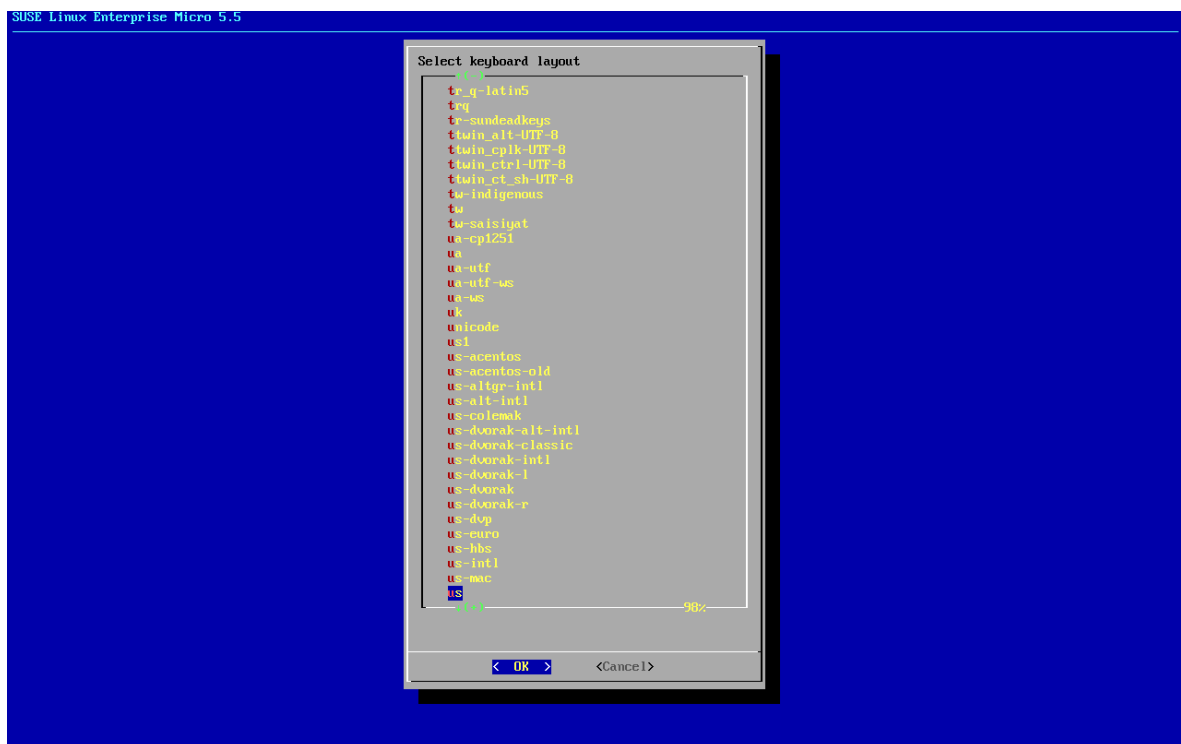 SUSE Linux Enterprise Micro 5.5
Select keyboard layout
↑(-)
tr_q-latin5
trq
tr-sundeadkeys
ttwin_alt-UTF-8
ttwin_cplk-UTF-8
ttwin_ctrl-UTF-8
ttwin_ct_sh-UTF-8
tw-indigenous
tw
tw-saisiyat
ua-cp1251
ua
ua-utf
ua-utf-ws
ua-ws
uk
unicode
us1
us-acentos
us-acentos-old
us-altgr-intl
us-alt-intl
us-colemak
us-dvorak-alt-intl
us-dvorak-classic
us-dvorak-intl
us-dvorak-l
us-dvorak
us-dvorak-r
us-dvp
us-euro
us-hbs
us-intl
us-mac
us
↓(+) 98%
< OK > <Cancel>